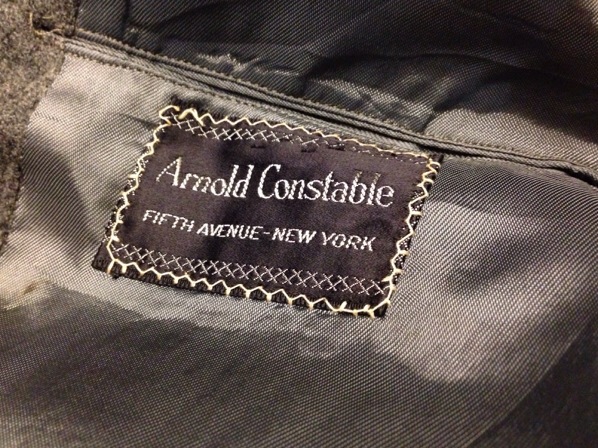 Arnold Constable
FIFTH AVENUE-NEW YORK